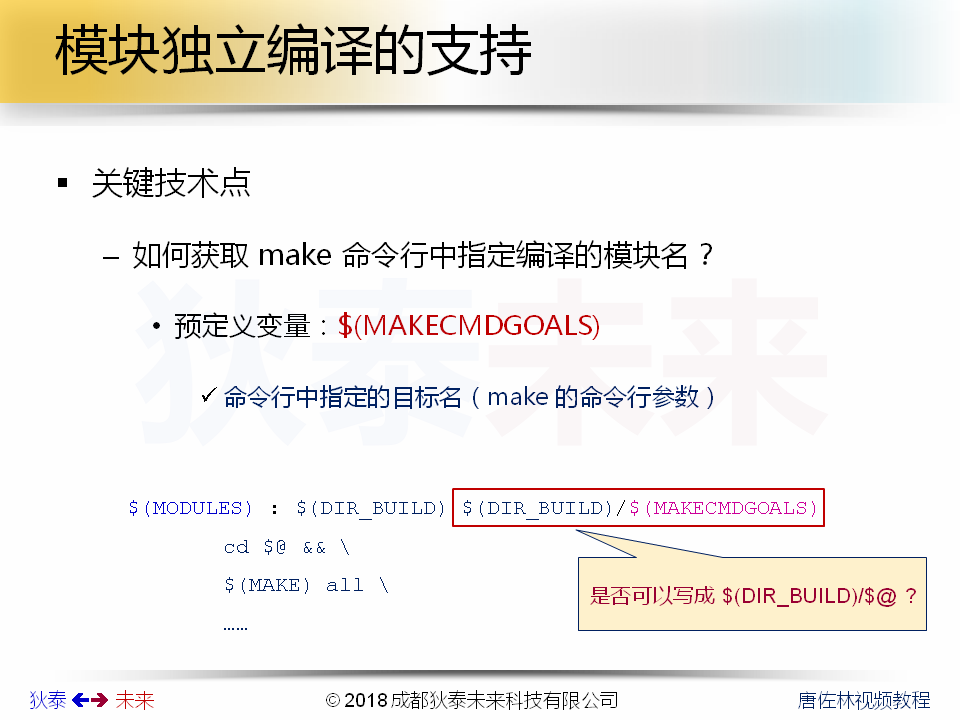 模块独立编译的支持
▪ 关键技术点
– 如何获取 make 命令行中指定编译的模块名？
• 预定义变量：$(MAKECMDGOALS)
✓ 命令行中指定的目标名（make 的命令行参数）
狄泰未来
$(MODULES) : $(DIR_BUILD) $(DIR_BUILD)/$(MAKECMDGOALS)
cd $@ && \
$(MAKE) all \
……
是否可以写成 $(DIR_BUILD)/$@ ?
狄泰 未来
© 2018 成都狄泰未来科技有限公司
唐佐林视频教程